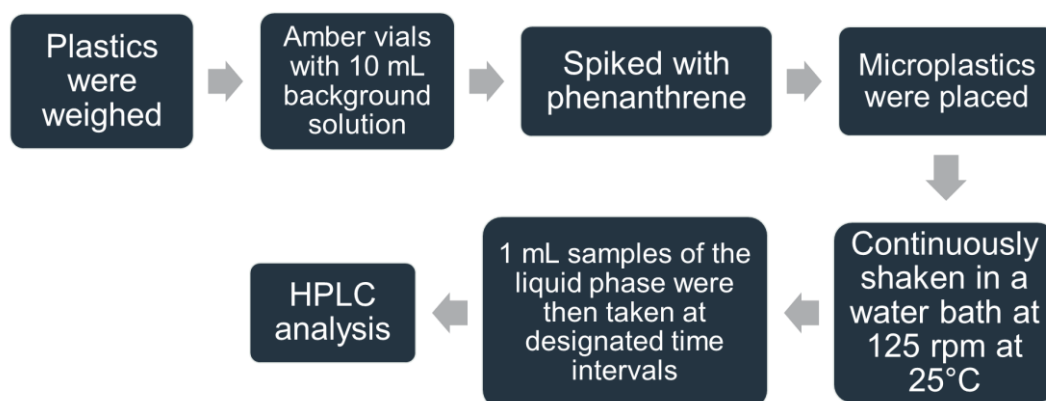 Plastics
were
weighed
Amber vials
with 10 mL
background
solution
Spiked with
phenanthrene
Microplastics
were placed
Continuously
shaken in a
water bath at
125 rpm at
25°C
1 mL samples of the
liquid phase were
then taken at
designated time
intervals
HPLC
analysis